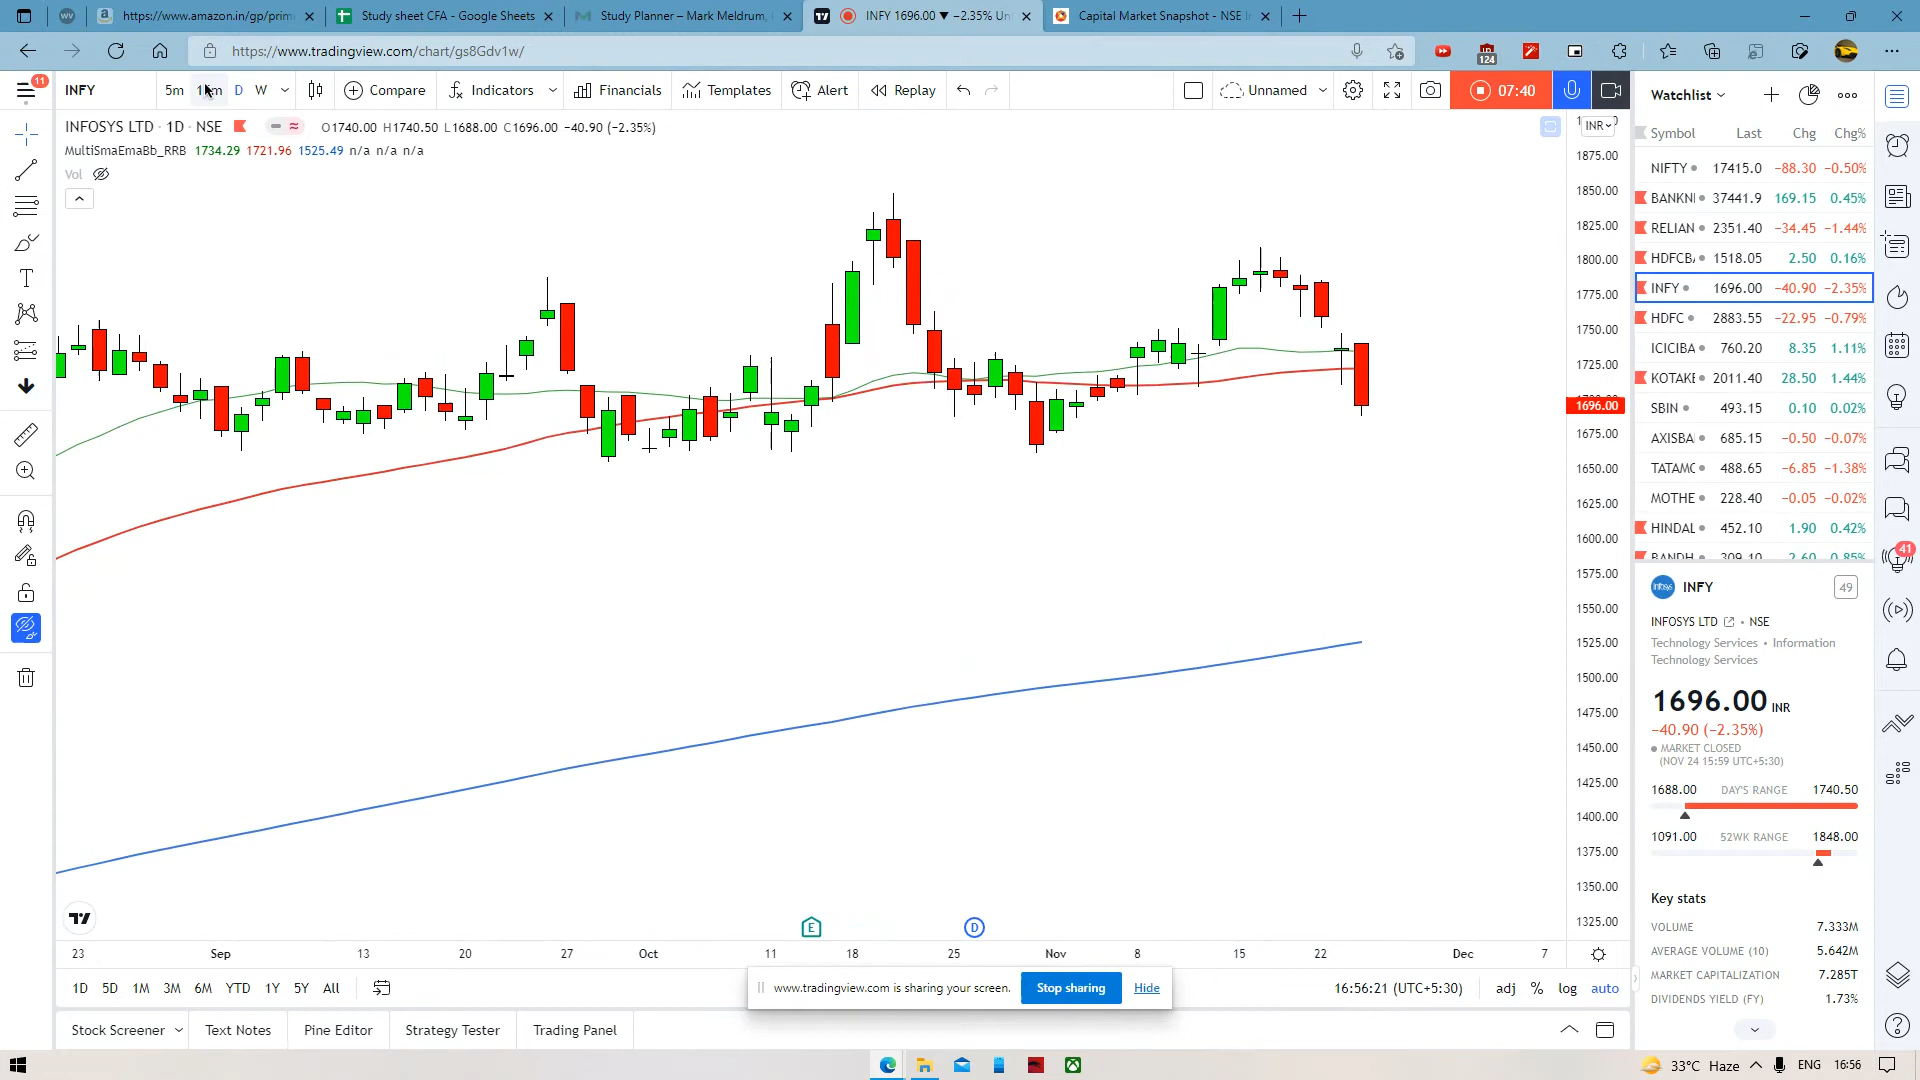 https://www.amazon.in/gp/prim
Study sheet CFA - Google Sheets
Study Planner – Mark Meldrum,
INFY 1696.00 ▼ −2.35% Un
Capital Market Snapshot - NSE I
https://www.tradingview.com/chart/gs8Gdv1w/
124
11
INFY
5m
D
W
Compare
Indicators
Financials
Templates
Alert
Replay
Unnamed
07:40
INFOSYS LTD · 1D · NSE
O1740.00 H1740.50 L1688.00 C1696.00 −40.90 (−2.35%)
MultiSmaEmaBb_RRB 1734.29 1721.96 1525.49 n/a n/a n/a
Vol
INR
1875.00
1850.00
1825.00
1800.00
1775.00
1750.00
1725.00
1696.00
1675.00
1650.00
1625.00
1600.00
1575.00
1550.00
1525.00
1500.00
1475.00
1450.00
1425.00
1400.00
1375.00
1350.00
1325.00
E
D
23 Sep 13 20 27 Oct 11 18 25 Nov 8 15 22 Dec 7
1D 5D 1M 3M 6M YTD 1Y 5Y All
www.tradingview.com is sharing your screen. Stop sharing Hide
16:56:21 (UTC+5:30) adj % log auto
Stock Screener
Text Notes
Pine Editor
Strategy Tester
Trading Panel
Watchlist
Symbol Last Chg Chg%
NIFTY 17415.0 −88.30 −0.50%
BANKNI 37441.9 169.15 0.45%
RELIAN 2351.40 −34.45 −1.44%
HDFCBA 1518.05 2.50 0.16%
INFY 1696.00 −40.90 −2.35%
HDFC 2883.55 −22.95 −0.79%
ICICIBA 760.20 8.35 1.11%
KOTAKE 2011.40 28.50 1.44%
SBIN 493.15 0.10 0.02%
AXISBA 685.15 −0.50 −0.07%
TATAMC 488.65 −6.85 −1.38%
MOTHE 228.40 −0.05 −0.02%
HINDAL 452.10 1.90 0.42%
BANDH 309.10 2.60 0.85%
41
Infosys
INFY
49
INFOSYS LTD • NSE
Technology Services • Information
Technology Services
1696.00 INR
−40.90 (−2.35%)
MARKET CLOSED
(NOV 24 15:59 UTC+5:30)
1688.00 DAY'S RANGE 1740.50
1091.00 52WK RANGE 1848.00
Key stats
VOLUME 7.333M
AVERAGE VOLUME (10) 5.642M
MARKET CAPITALIZATION 7.285T
DIVIDENDS YIELD (FY) 1.73%
33°C Haze
ENG
16:56